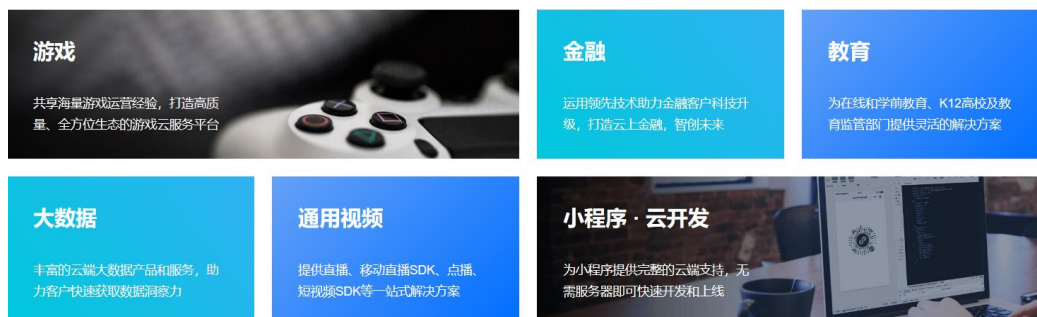 游戏
共享海量游戏运营经验，打造高质
量、全方位生态的游戏云服务平台
金融
运用领先技术助力金融客户科技升
级，打造云上金融，智创未来
教育
为在线和学前教育、K12高校及教
育监管部门提供灵活的解决方案
大数据
丰富的云端大数据产品和服务，助
力客户快速获取数据洞察力
通用视频
提供直播、移动直播SDK、点播、
短视频SDK等一站式解决方案
小程序 · 云开发
为小程序提供完整的云端支持，无
需服务器即可快速开发和上线